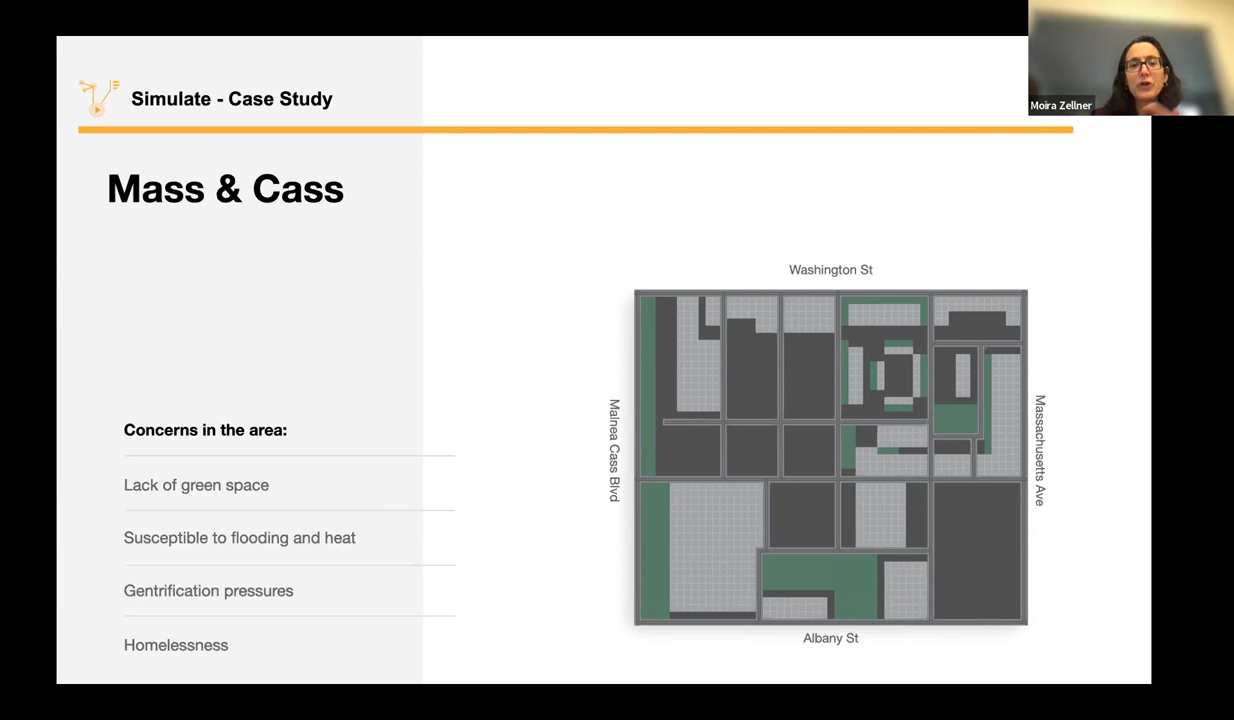 Simulate - Case Study
Moira Zellner
Mass & Cass
Washington St
Malnea Cass Blvd
Massachusetts Ave
Concerns in the area:
Lack of green space
Susceptible to flooding and heat
Gentrification pressures
Homelessness
Albany St